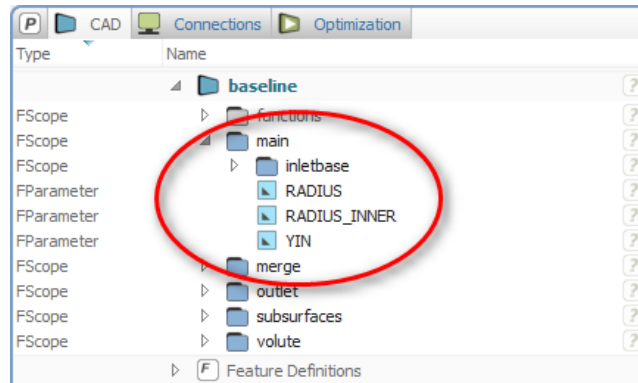 P CAD Connections Optimization
Type Name
baseline ?
FScope functions ?
FScope main ?
FScope inletbase ?
FParameter RADIUS ?
FParameter RADIUS_INNER ?
FParameter YIN ?
FScope merge ?
FScope outlet ?
FScope subsurfaces ?
FScope volute ?
F Feature Definitions